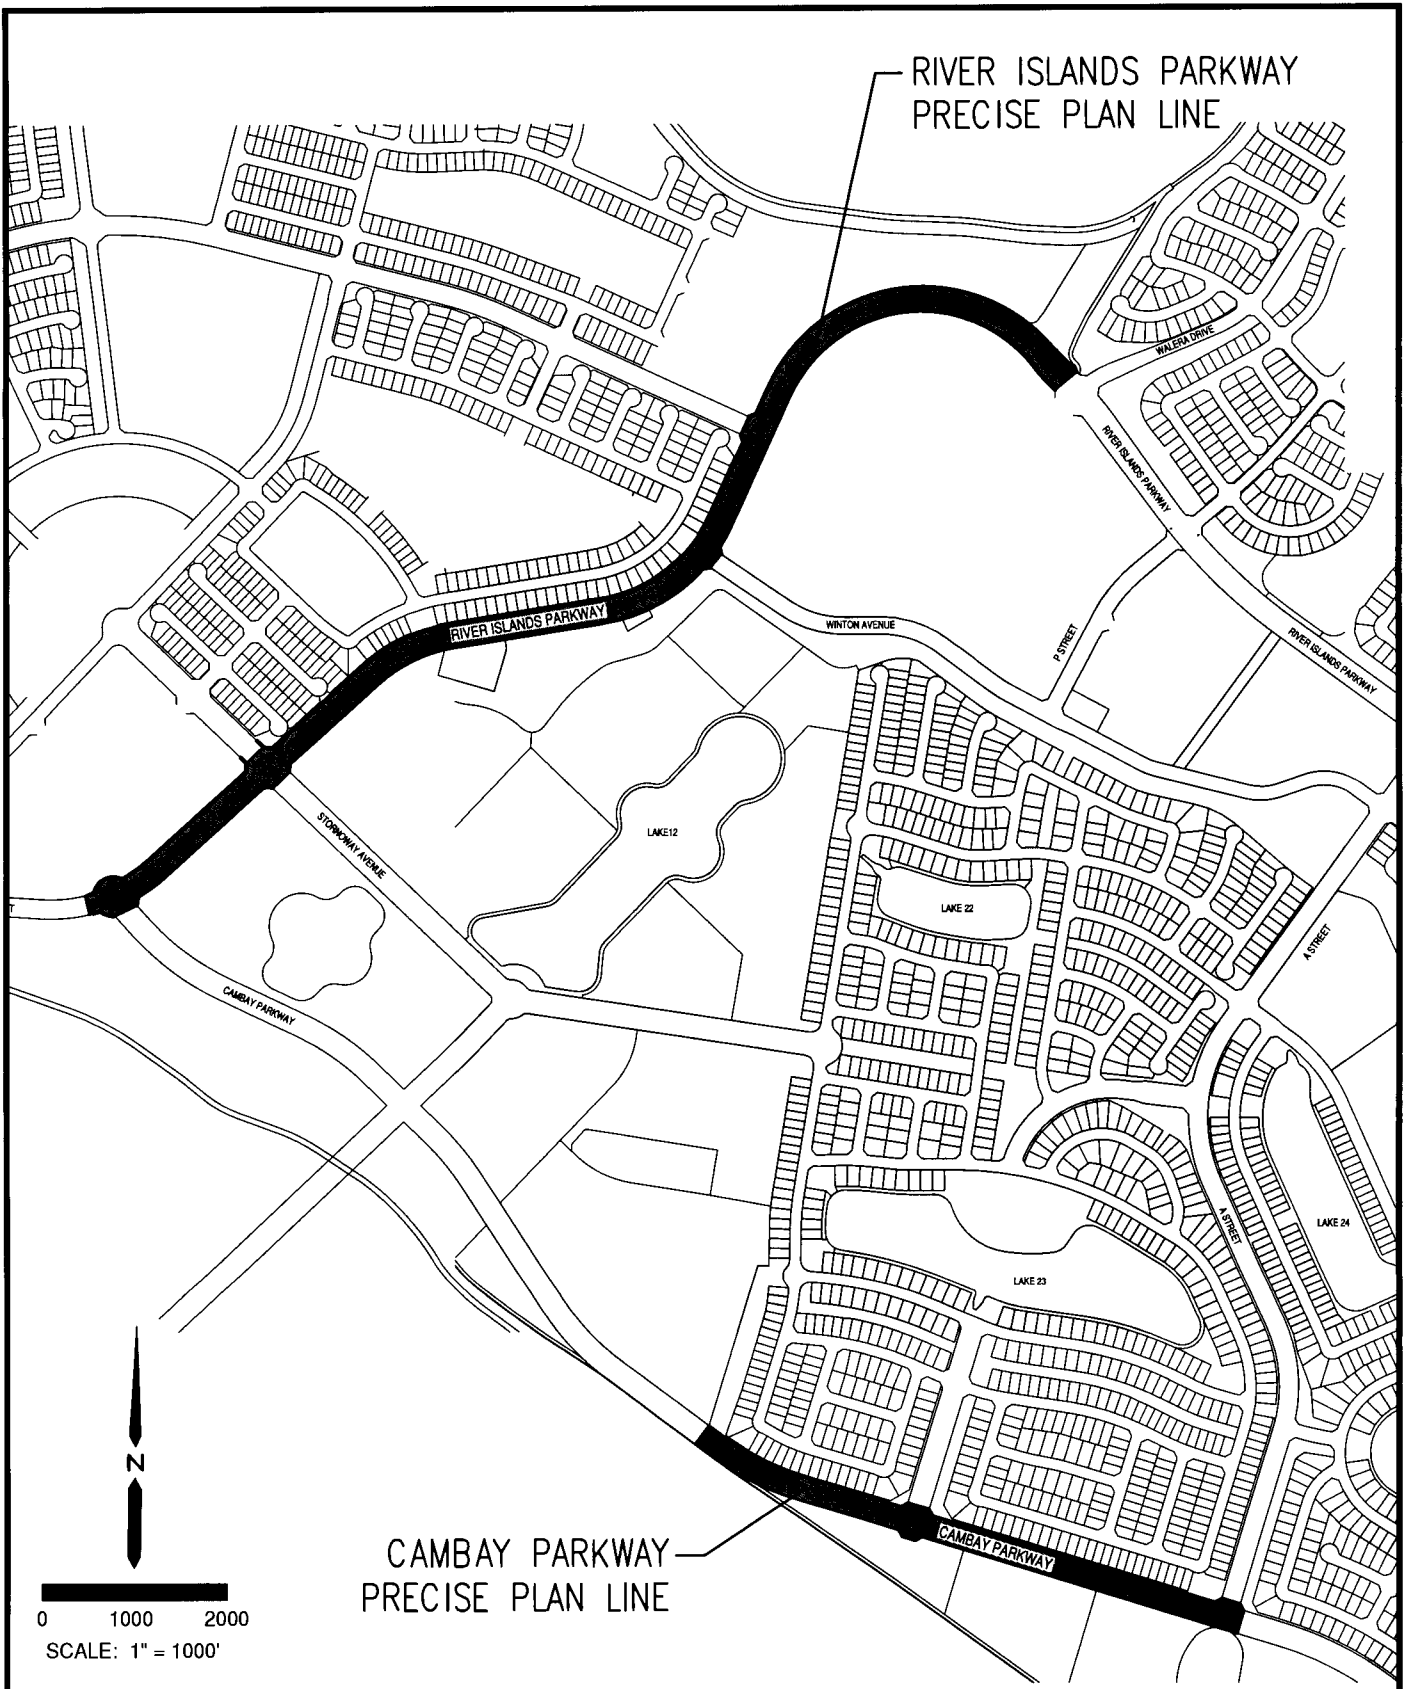 RIVER ISLANDS PARKWAY
PRECISE PLAN LINE
WALERA DRIVE
RIVER ISLANDS PARKWAY
RIVER ISLANDS PARKWAY
WINTON AVENUE
P STREET
RIVER ISLANDS PARKWAY
STORNOWAY AVENUE
LAKE12
LAKE 22
A STREET
T
CAMBAY PARKWAY
A STREET
LAKE 24
LAKE 23
N
CAMBAY PARKWAY
CAMBAY PARKWAY
PRECISE PLAN LINE
0 1000 2000
SCALE: 1" = 1000'